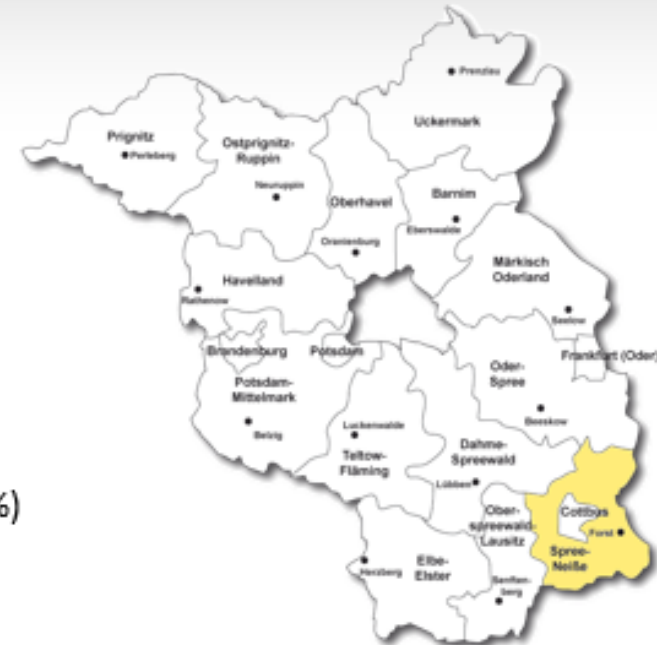 Prenzlau
Uckermark
Prignitz
Perleberg
Ostprignitz-
Ruppin
Neuruppin
Oberhavel
Oranienburg
Barnim
Eberswalde
Märkisch
Oderland
Seelow
Havelland
Rathenow
Brandenburg
Potsdam
Frankfurt (Oder)
Oder-
Spree
Beeskow
Potsdam-
Mittelmark
Belzig
Luckenwalde
Teltow-
Fläming
Dahme-
Spreewald
Lübben
%)
Ober-
spreewald-
Lausitz
Cottbus
Forst
Spree-
Neiße
Elbe-
Elster
Herzberg
Senften-
berg